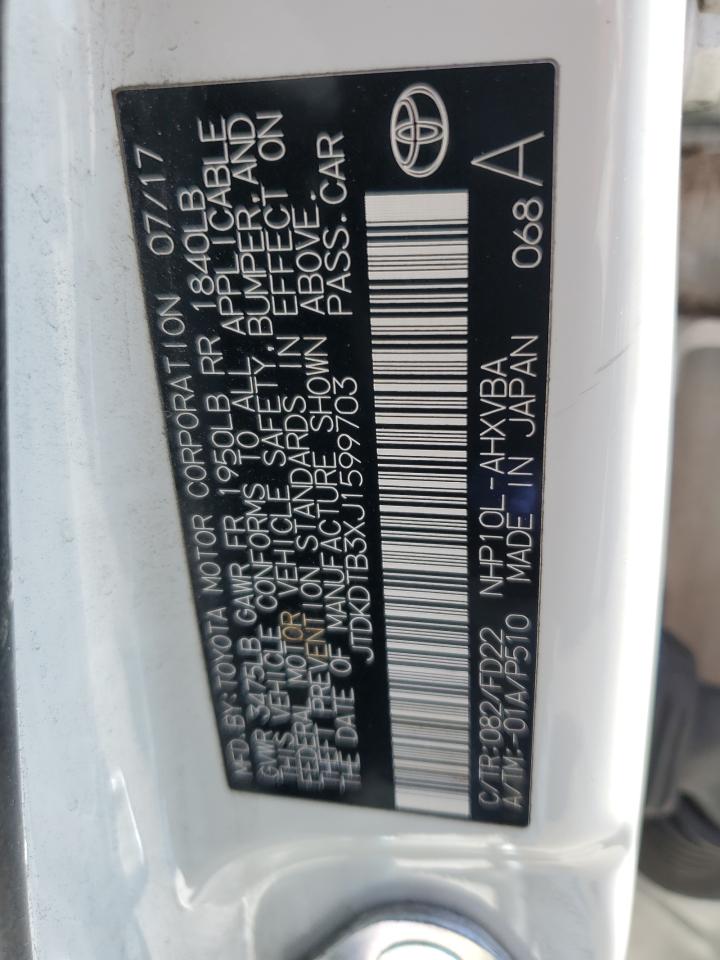 MFD BY:TOYOTA MOTOR CORPORATION 07/17
GVWR 3475LB GAWR FR 1950LB RR 1840LB
THIS VEHICLE CONFORMS TO ALL APPLICABLE
FEDERAL MOTOR VEHICLE SAFETY,BUMPER,AND
THEFT PREVENTION STANDARDS IN EFFECT ON
THE DATE OF MANUFACTURE SHOWN ABOVE.
JTDKDTB3XJ1599703 PASS.CAR
C/TR:082/FD22 NHP10L-AHXVBA 068 A
A/TM:-01A/P510 MADE IN JAPAN